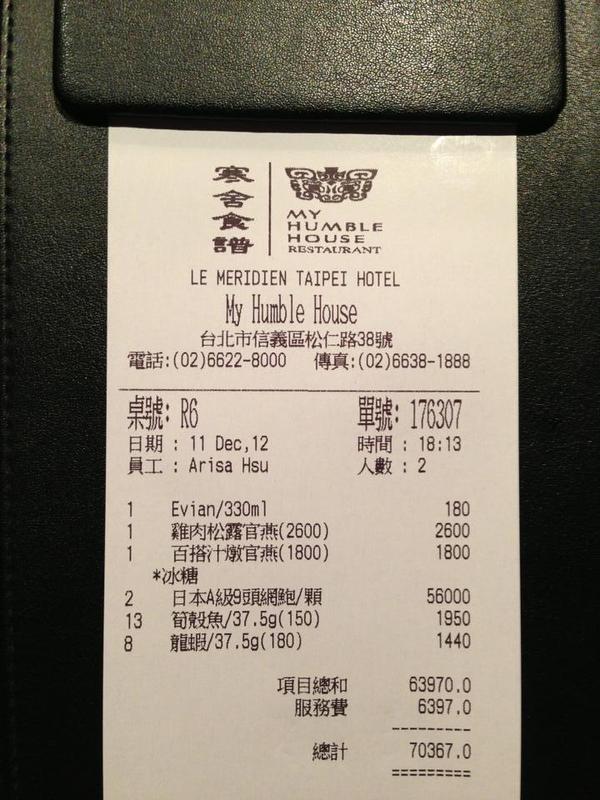 寒舍食譜
MY
HUMBLE
HOUSE
RESTAURANT
LE MERIDIEN TAIPEI HOTEL
My Humble House
台北市信義區松仁路38號
電話:(02)6622-8000 傳真:(02)6638-1888
桌號: R6 單號: 176307
日期 : 11 Dec,12 時間 : 18:13
員工 : Arisa Hsu 人數 : 2
1 Evian/330ml 180
1 雞肉松露官燕(2600) 2600
1 百搭汁燉官燕(1800) 1800
*冰糖
2 日本A級9頭網鮑/顆 56000
13 筍殼魚/37.5g(150) 1950
8 龍蝦/37.5g(180) 1440
項目總和 63970.0
服務費 6397.0
---------
總計 70367.0
=========